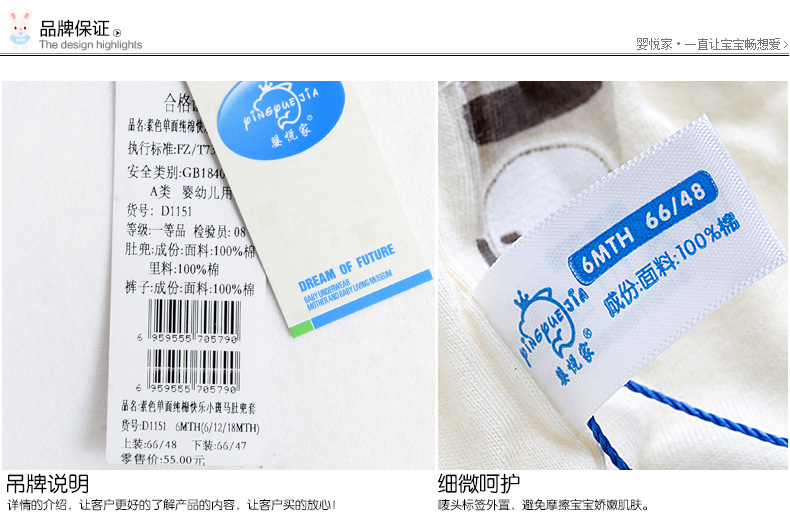 品牌保证
The design highlights
婴悦家·一直让宝宝畅想爱
合格
品名:素色单面纯棉快
执行标准:FZ/T73
安全类别:GB1840
A类 婴幼儿用
货号: D1151
等级:一等品 检验员: 08
肚兜:成份:面料:100%棉
里料:100%棉
裤子:成份:面料:100%棉
6 959555 705790
6 959555 705790
品名:素色单面纯棉快乐小斑马肚兜套
货号:D1151 6MTH(6/12/18MTH)
上装:66/48 下装:66/47
零售价:55.00元
YINGYUEJIA
婴悦家®
DREAM OF FUTURE
BABY UNDERWEAR
MOTHER AND BABY LIVING MUSEUM
6MTH 66/48
成份:面料:100%棉
YINGYUEJIA
婴悦家®
吊牌说明
详情的介绍，让客户更好的了解产品的内容，让客户买的放心！
细微呵护
唛头标签外置，避免摩擦宝宝娇嫩肌肤。